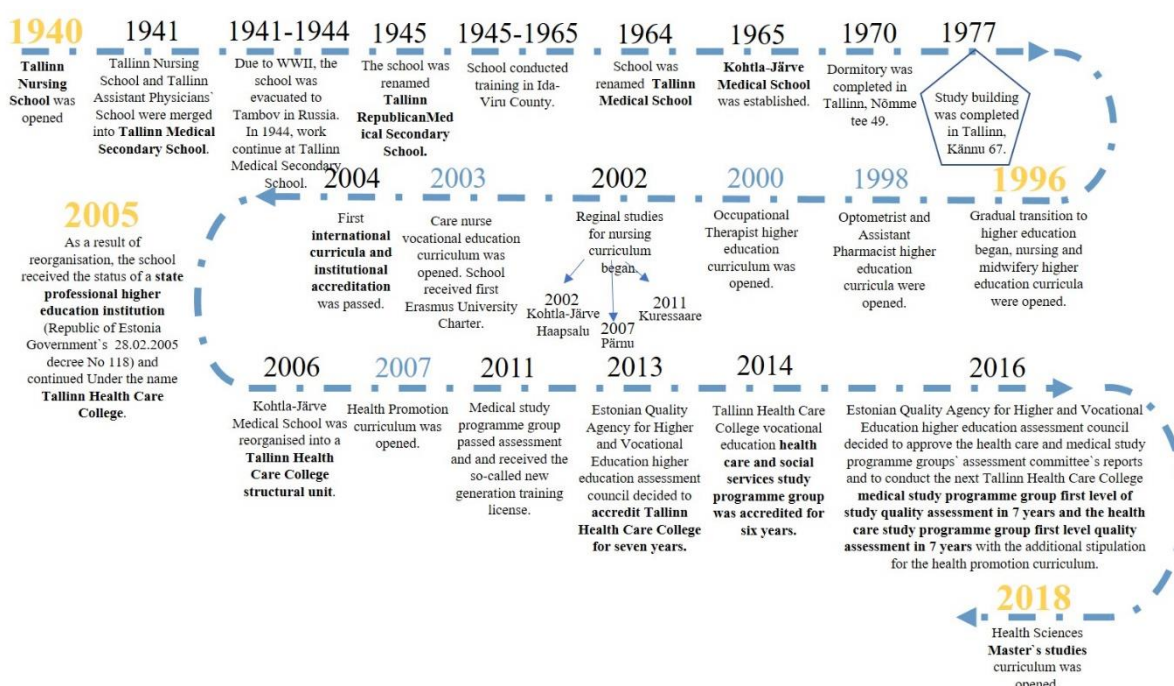 1940
Tallinn
Nursing
School was
opened
1941
Tallinn Nursing
School and Tallinn
Assistant Physicians`
School were merged
into Tallinn Medical
Secondary School.
1941-1944
Due to WWII, the
school was
evacuated to
Tambov in Russia.
In 1944, work
continue at Tallinn
Medical Secondary
School.
1945
The school was
renamed
Tallinn
RepublicanMed
ical Secondary
School.
1945-1965
School conducted
training in Ida-
Viru County.
1964
School was
renamed Tallinn
Medical School
1965
Kohtla-Järve
Medical School
was established.
1970
Dormitory was
completed in
Tallinn, Nõmme
tee 49.
1977
Study building
was completed
in Tallinn,
Kännu 67.
1996
Gradual transition to
higher education
began, nursing and
midwifery higher
education curricula
were opened.
1998
Optometrist and
Assistant
Pharmacist higher
education
curricula were
opened.
2000
Occupational
Therapist higher
education
curriculum was
opened.
2002
Reginal studies
for nursing
curriculum
began.
2002
Kohtla-Järve
Haapsalu
2007
Pärnu
2011
Kuressaare
2003
Care nurse
vocational education
curriculum was
opened. School
received first
Erasmus University
Charter.
2004
First
international
curricula and
institutional
accreditation
was passed.
2005
As a result of
reorganisation, the
school received the
status of a state
professional higher
education institution
(Republic of Estonia
Government`s 28.02.2005
decree No 118) and
continued Under the name
Tallinn Health Care
College.
2006
Kohtla-Järve
Medical School was
reorganised into a
Tallinn Health
Care College
structural unit.
2007
Health Promotion
curriculum was
opened.
2011
Medical study
programme group
passed assessment
and and received the
so-called new
generation training
license.
2013
Estonian Quality
Agency for Higher
and Vocational
Education higher
education assessment
council decided to
accredit Tallinn
Health Care College
for seven years.
2014
Tallinn Health Care
College vocational
education health
care and social
services study
programme group
was accredited for
six years.
2016
Estonian Quality Agency for Higher and Vocational
Education higher education assessment council
decided to approve the health care and medical study
programme groups` assessment committee`s reports
and to conduct the next Tallinn Health Care College
medical study programme group first level of
study quality assessment in 7 years and the health
care study programme group first level quality
assessment in 7 years with the additional stipulation
for the health promotion curriculum.
2018
Health Sciences
Master`s studies
curriculum was
opened